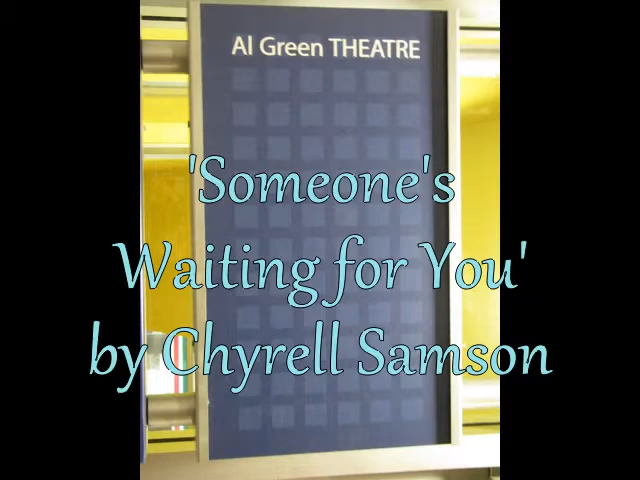 Al Green THEATRE
'Someone's
Waiting for You'
by Chyrell Samson